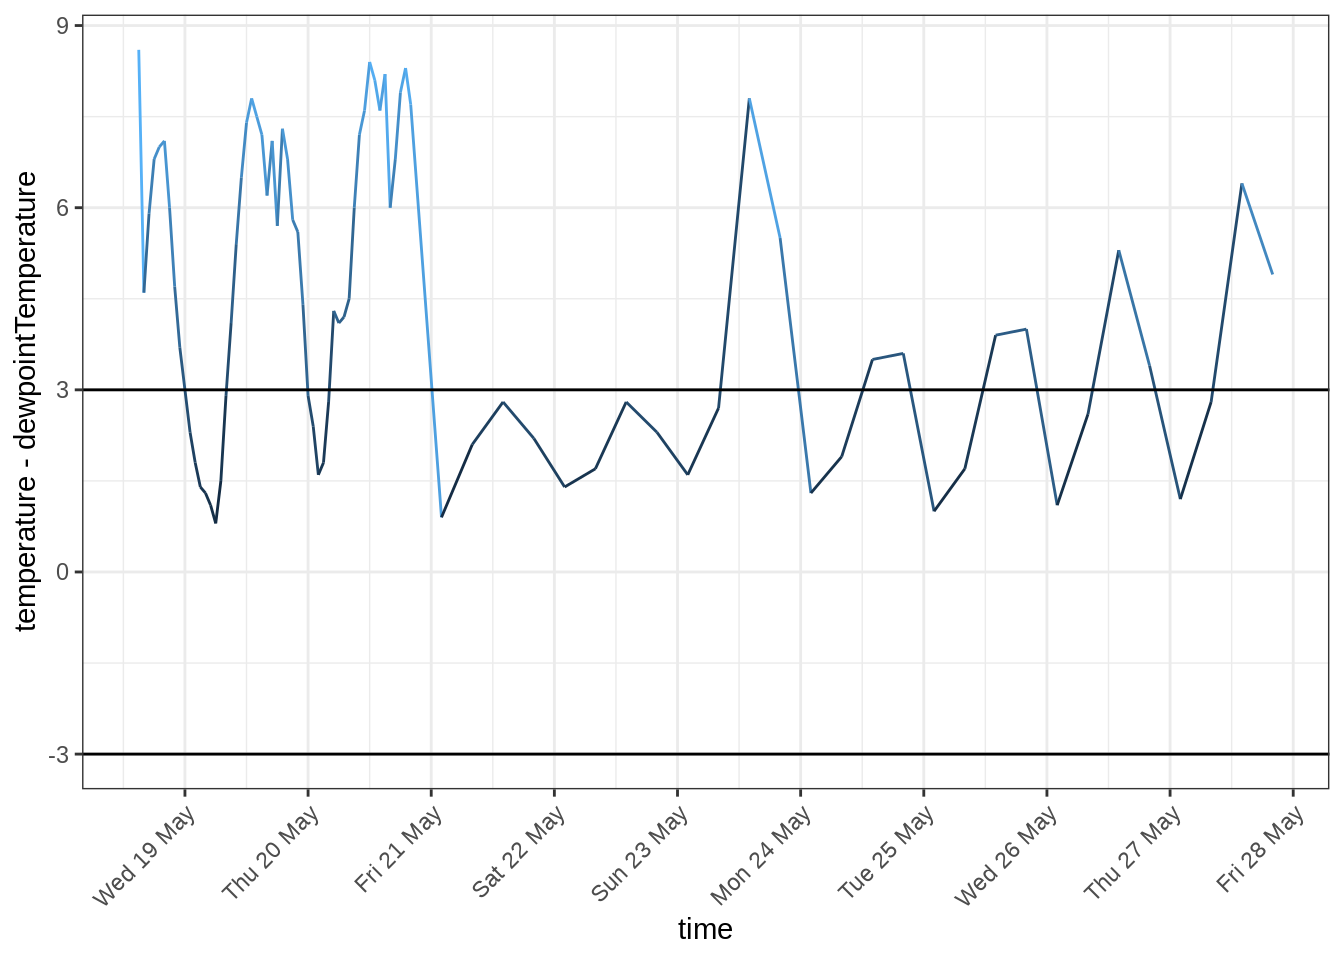 temperature - dewpointTemperature
9
6
3
0
-3
Wed 19 May
Thu 20 May
Fri 21 May
Sat 22 May
Sun 23 May
Mon 24 May
Tue 25 May
Wed 26 May
Thu 27 May
Fri 28 May
time